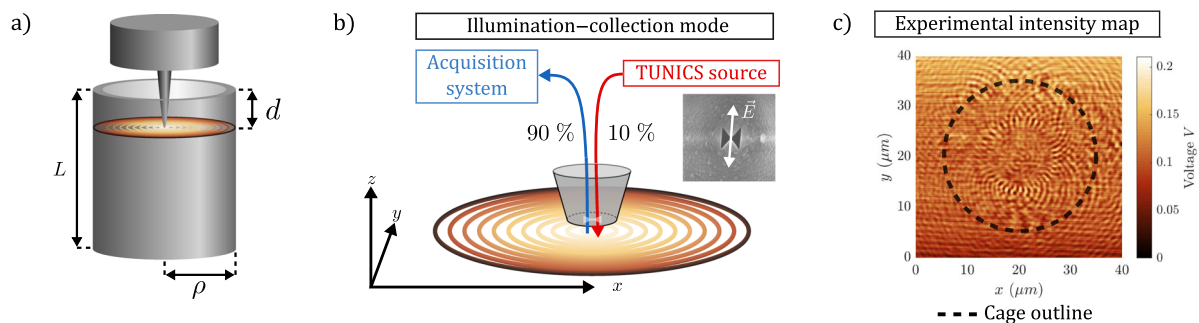 a)
d
L
ρ
b)
Illumination−collection mode
Acquisition
system
TUNICS source
90 %
10 %
E⃗
z
y
x
c)
Experimental intensity map
40
30
20
10
0
y (μm)
0
10
20
30
40
x (μm)
0.2
0.15
0.1
0.05
0
Voltage V
Cage outline